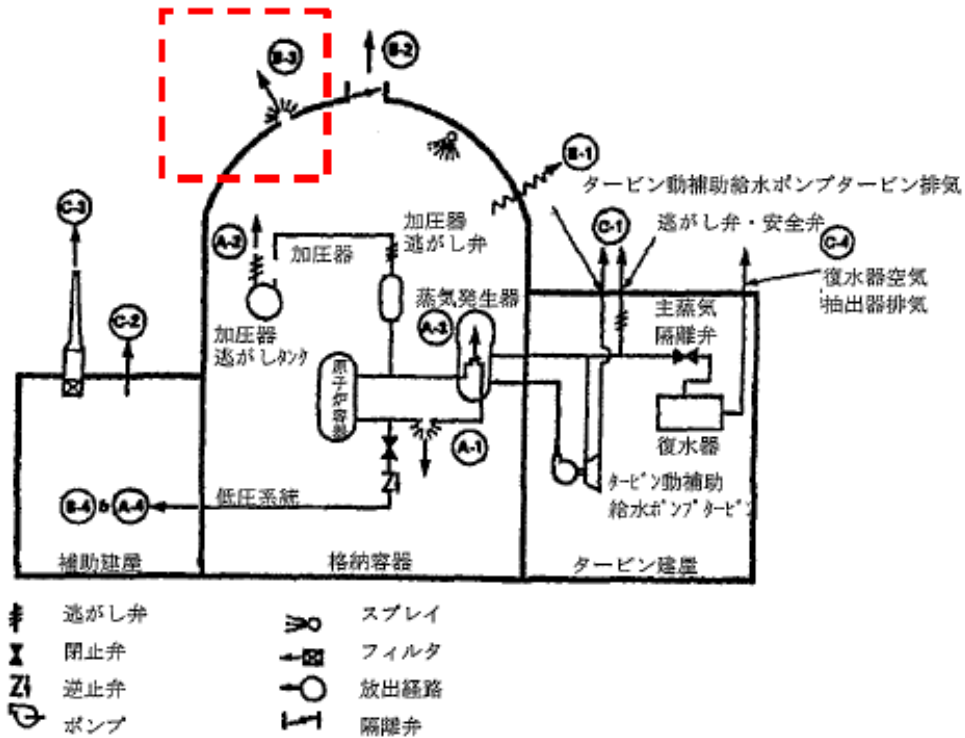 B-3
B-2
B-1
タービン動補助給水ポンプタービン排気
C-3
C-1
逃がし弁・安全弁
C-4
復水器空気
抽出器排気
加圧器
逃がし弁
加圧器
蒸気発生器
主蒸気
隔離弁
C-2
加圧器
逃がしﾀﾝｸ
原子炉容器
A-1
復水器
ﾀｰﾋﾞﾝ動補助
給水ﾎﾟﾝﾌﾟﾀｰﾋﾞﾝ
低圧系統
A-4
補助建屋
格納容器
タービン建屋
逃がし弁
スプレイ
閉止弁
フィルタ
逆止弁
放出経路
ポンプ
隔離弁